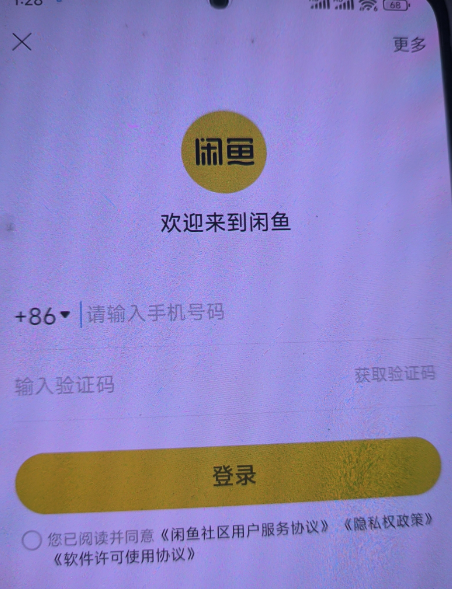 1:28
68
更多
闲鱼
欢迎来到闲鱼
+86 请输入手机号码
输入验证码 获取验证码
登录
您已阅读并同意《闲鱼社区用户服务协议》《隐私权政策》
《软件许可使用协议》